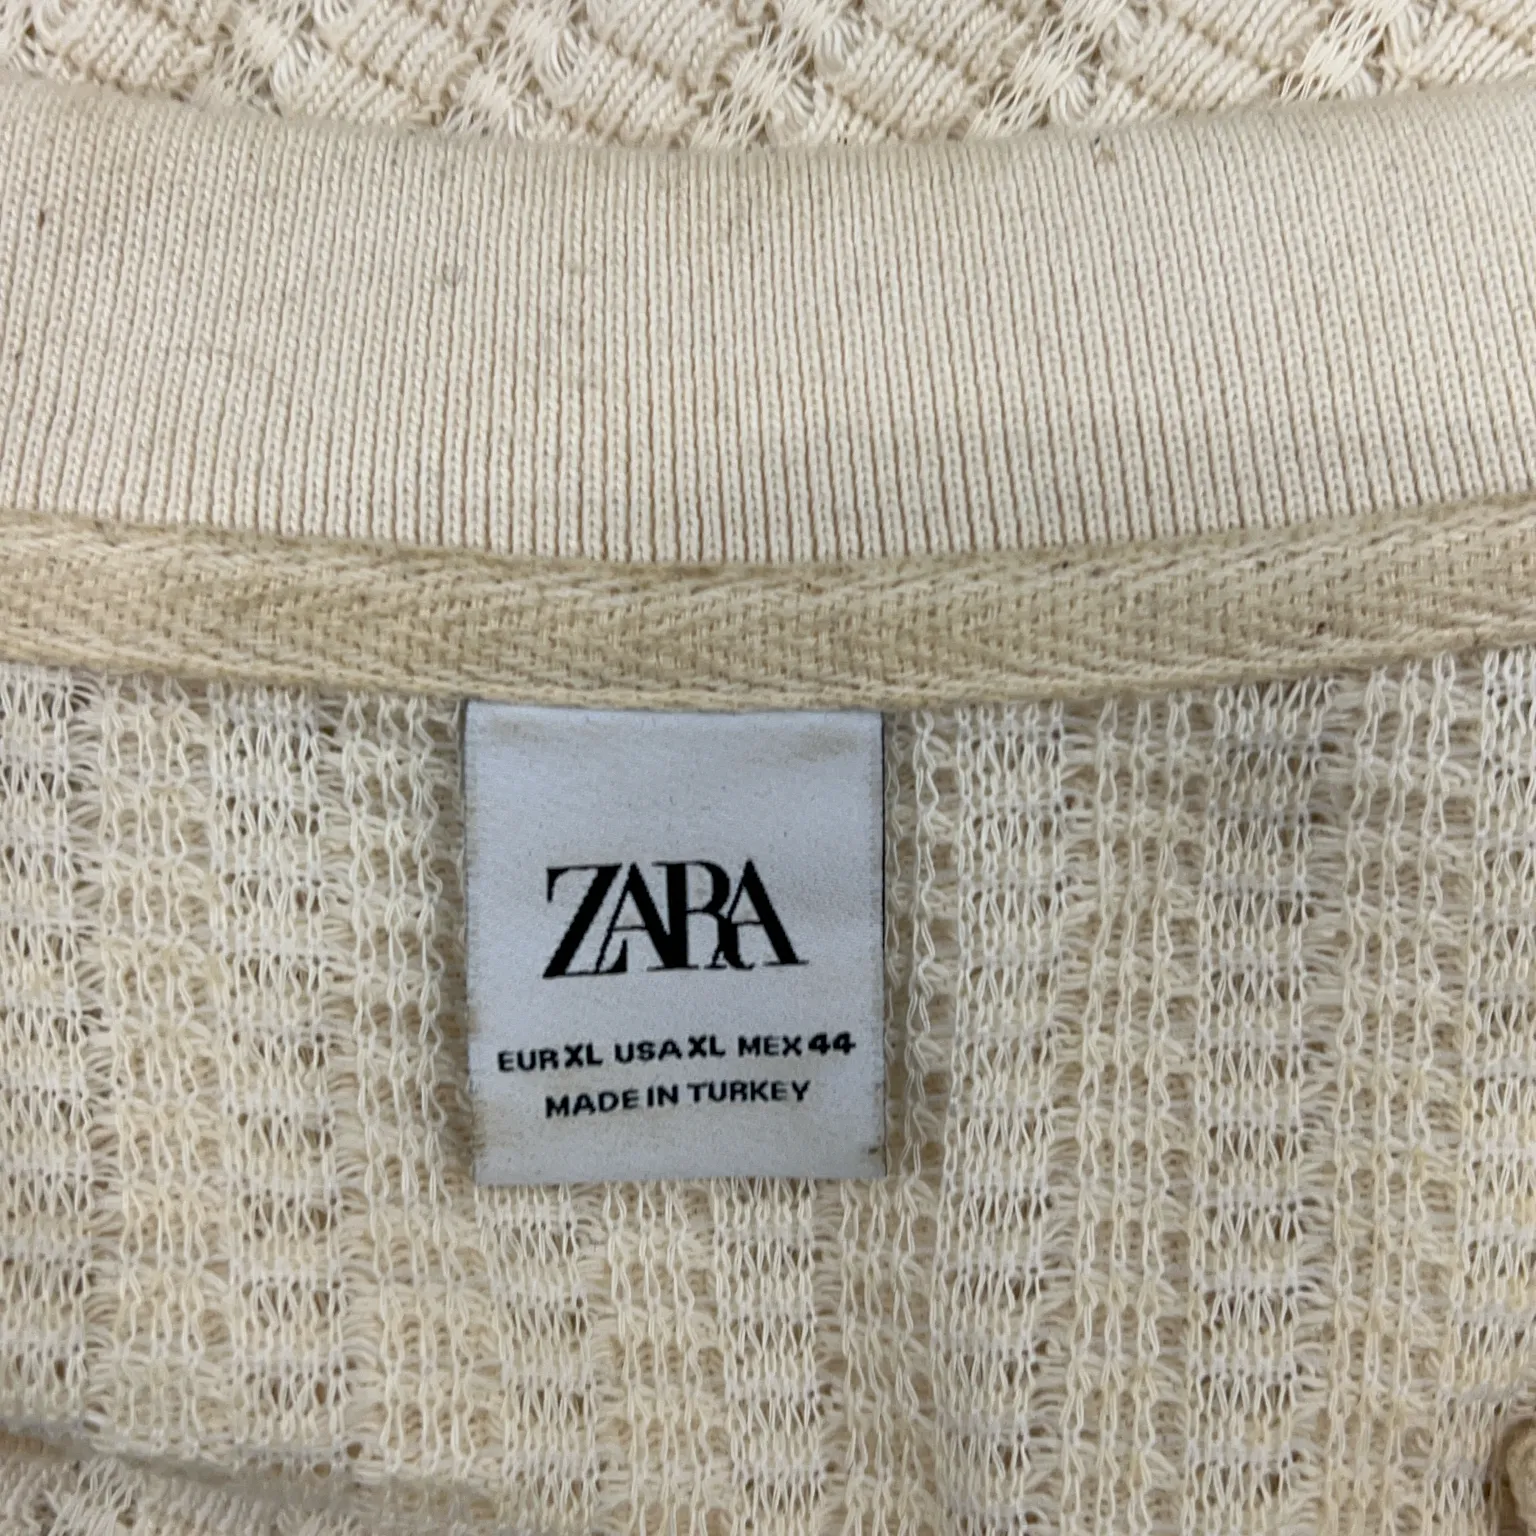 ZARA
EUR XL USA XL MEX 44
MADE IN TURKEY